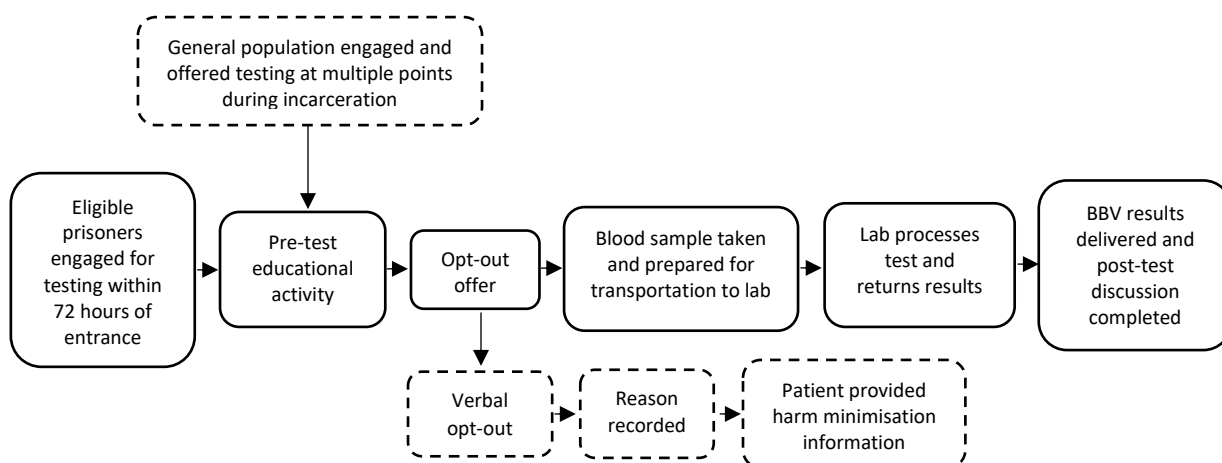 General population engaged and
offered testing at multiple points
during incarceration
Eligible
prisoners
engaged for
testing within
72 hours of
entrance
Pre-test
educational
activity
Opt-out
offer
Blood sample taken
and prepared for
transportation to lab
Lab processes
test and
returns results
BBV results
delivered and
post-test
discussion
completed
Verbal
opt-out
Reason
recorded
Patient provided
harm minimisation
information